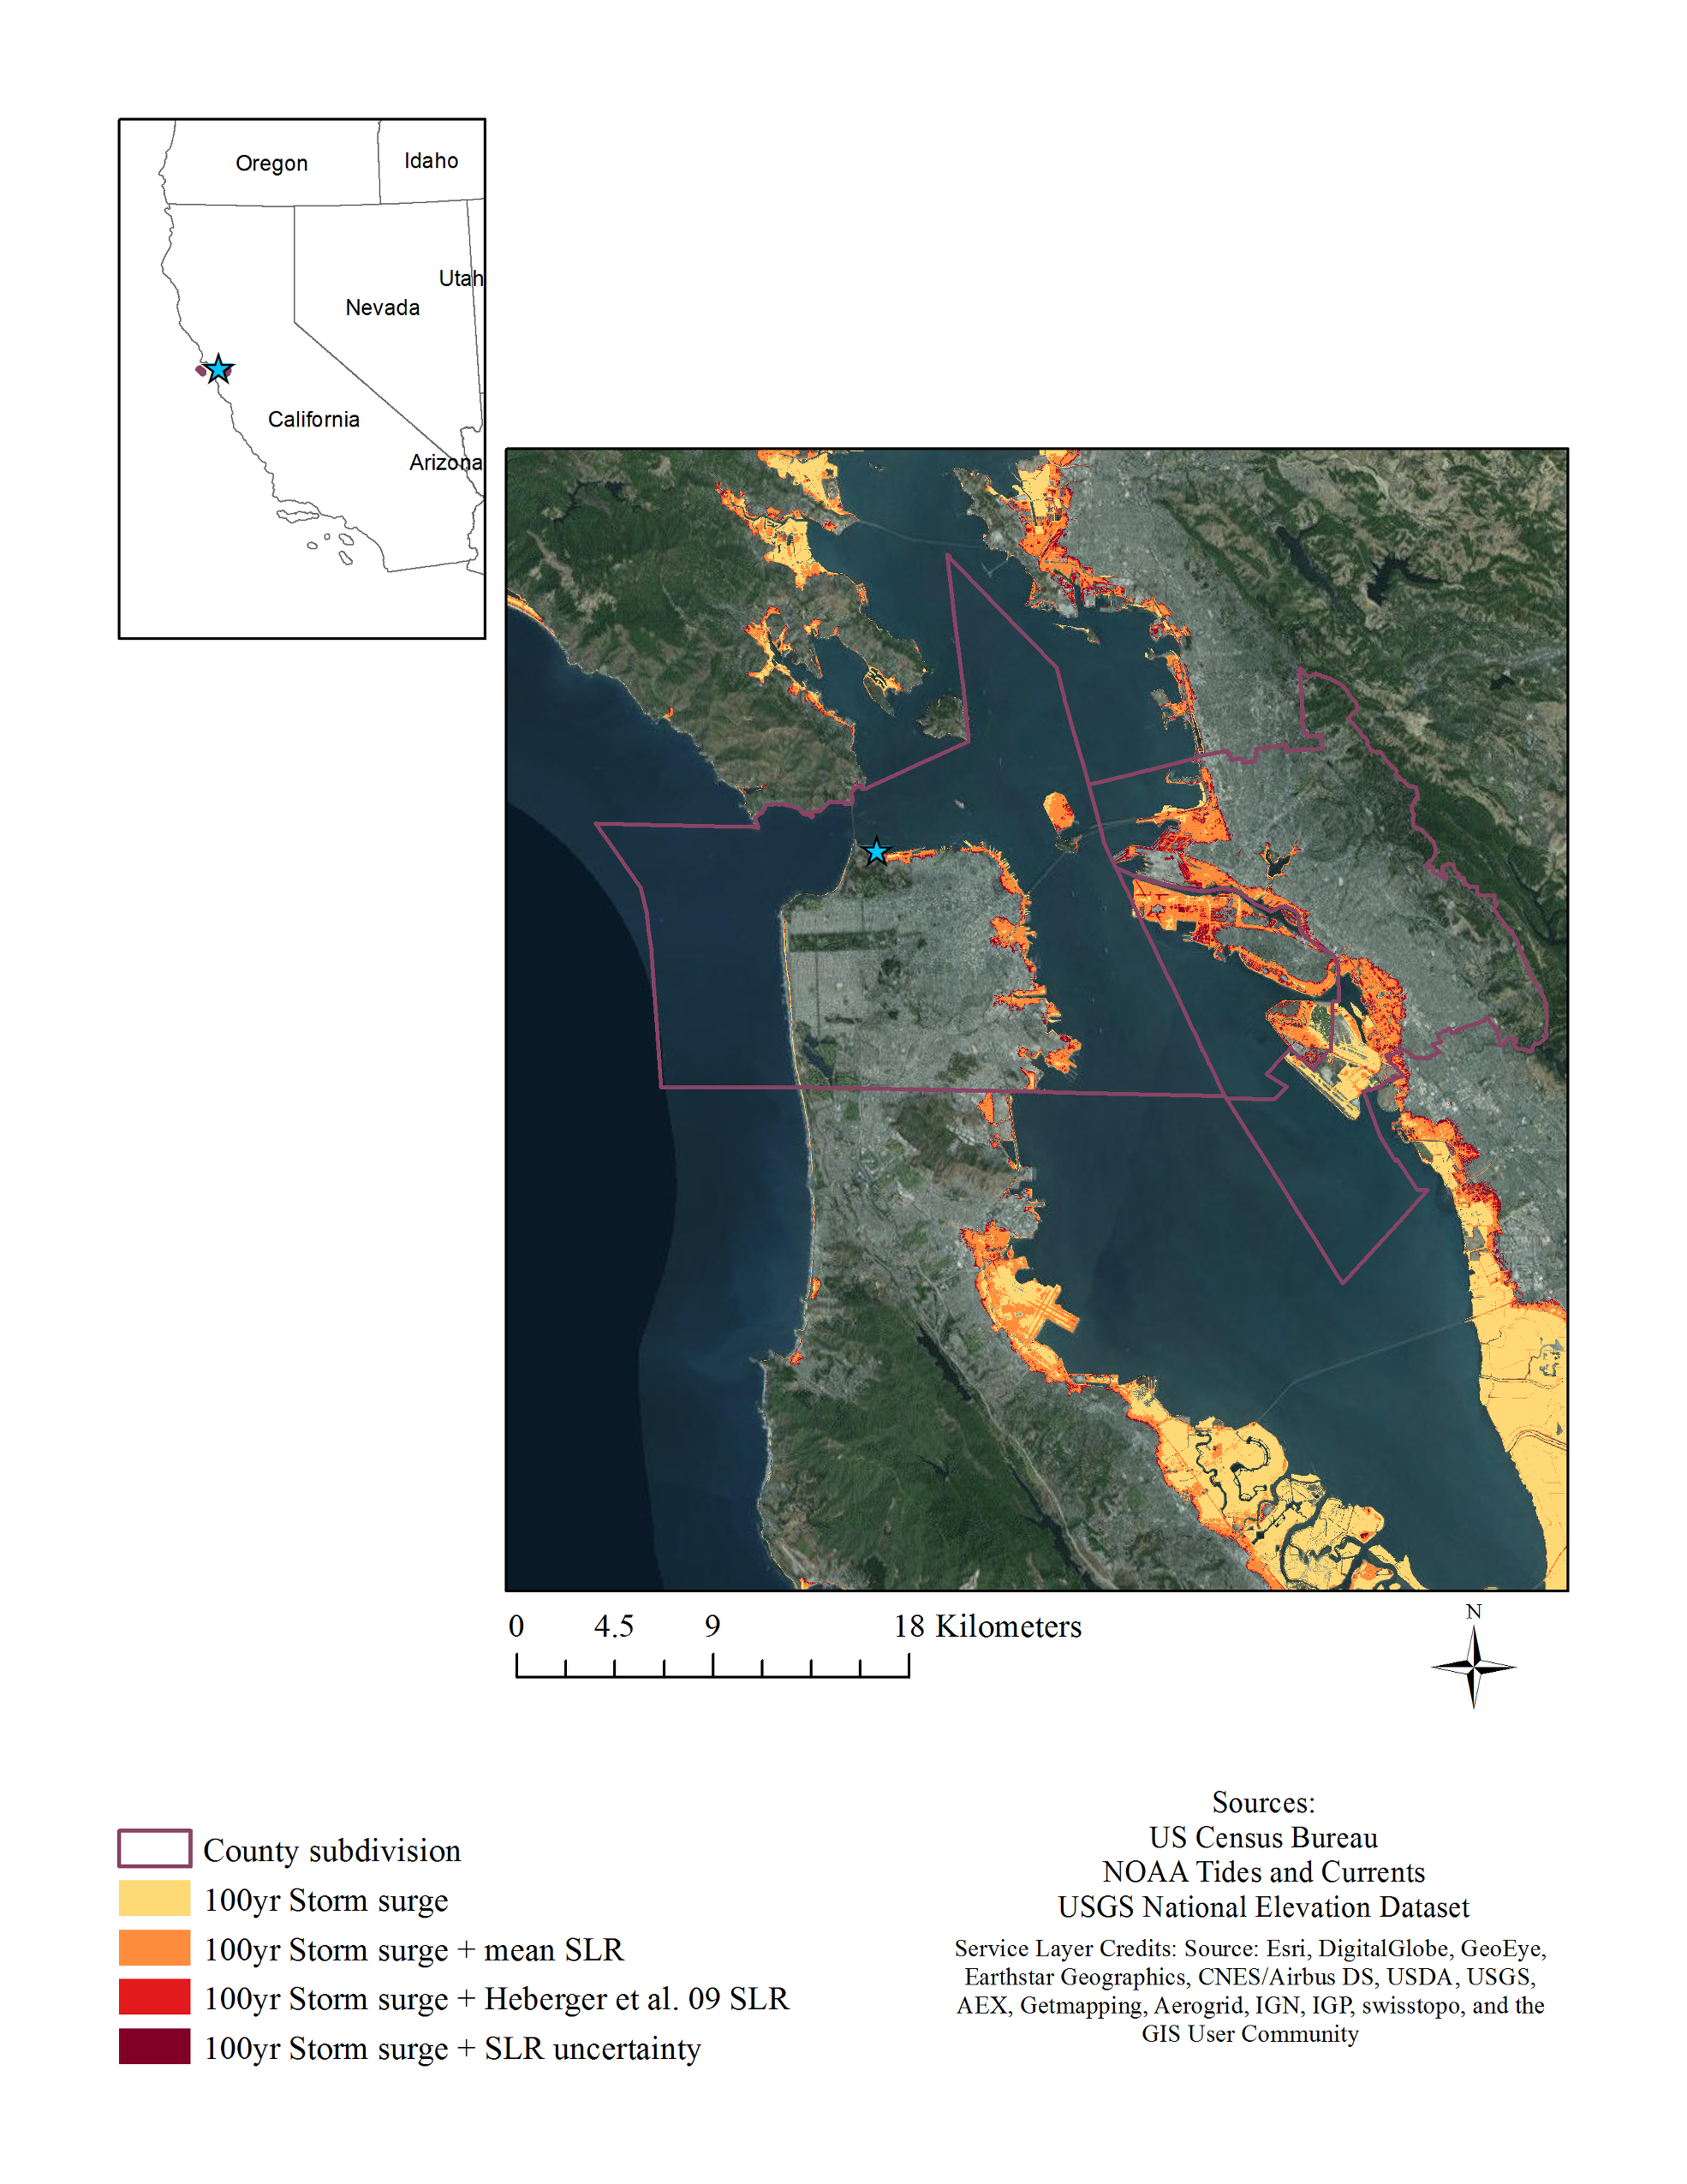 Oregon
Idaho
Utah
Nevada
California
Arizona
0 4.5 9 18 Kilometers
N
County subdivision
100yr Storm surge
100yr Storm surge + mean SLR
100yr Storm surge + Heberger et al. 09 SLR
100yr Storm surge + SLR uncertainty
Sources:
US Census Bureau
NOAA Tides and Currents
USGS National Elevation Dataset
Service Layer Credits: Source: Esri, DigitalGlobe, GeoEye,
Earthstar Geographics, CNES/Airbus DS, USDA, USGS,
AEX, Getmapping, Aerogrid, IGN, IGP, swisstopo, and the
GIS User Community